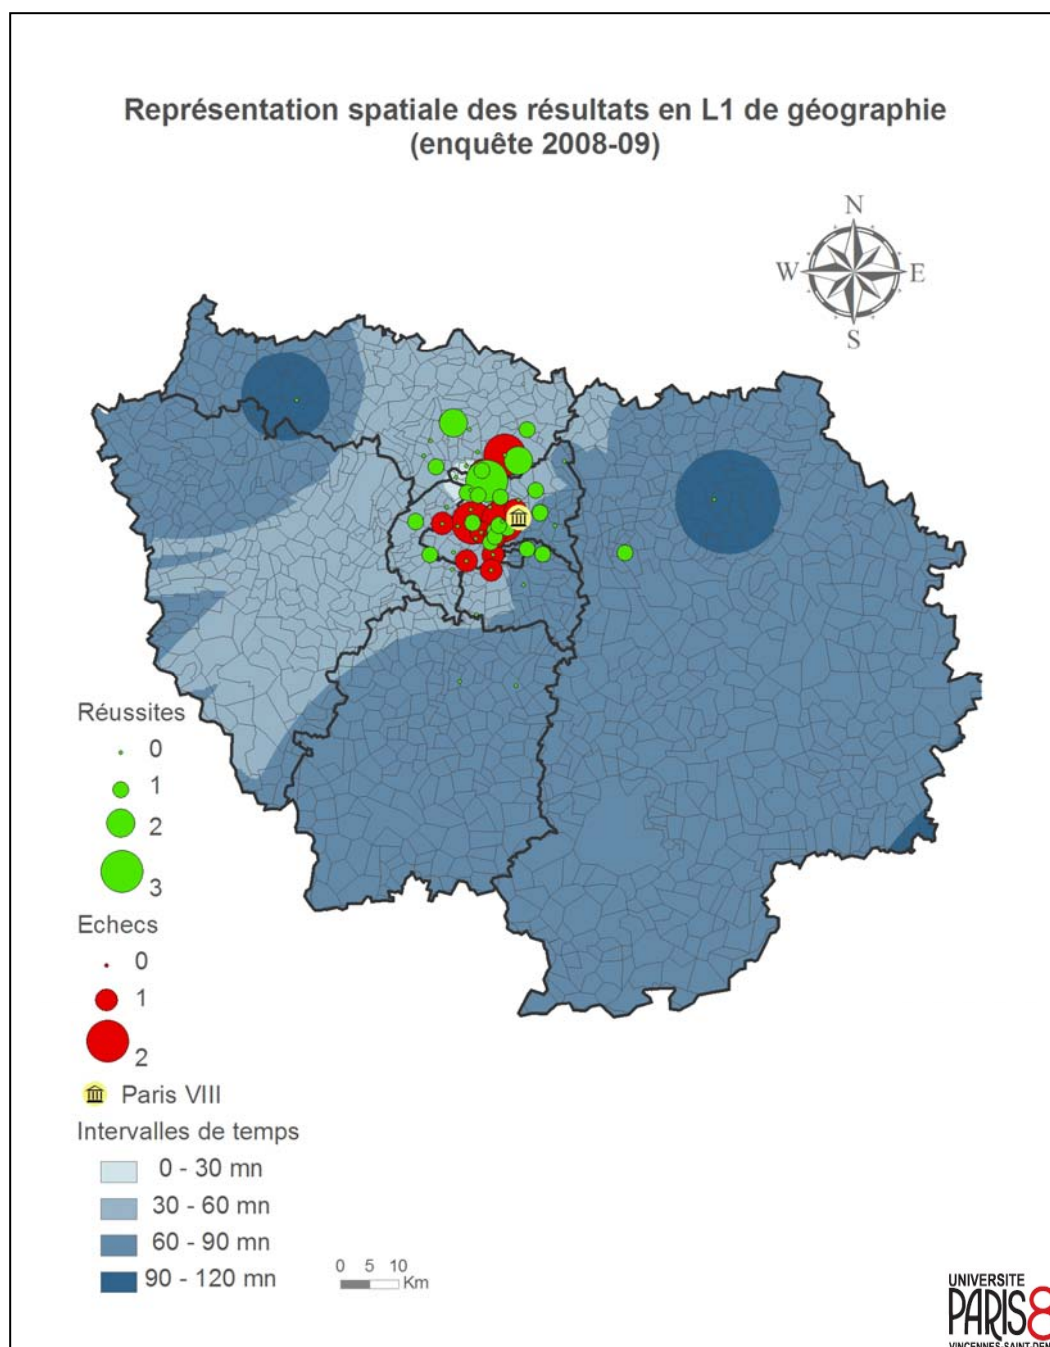 Représentation spatiale des résultats en L1 de géographie
(enquête 2008-09)
N
W
E
S
Réussites
0
1
2
3
Echecs
0
1
2
Paris VIII
Intervalles de temps
0 - 30 mn
30 - 60 mn
60 - 90 mn
90 - 120 mn
0 5 10
Km
UNIVERSITE
PARIS8